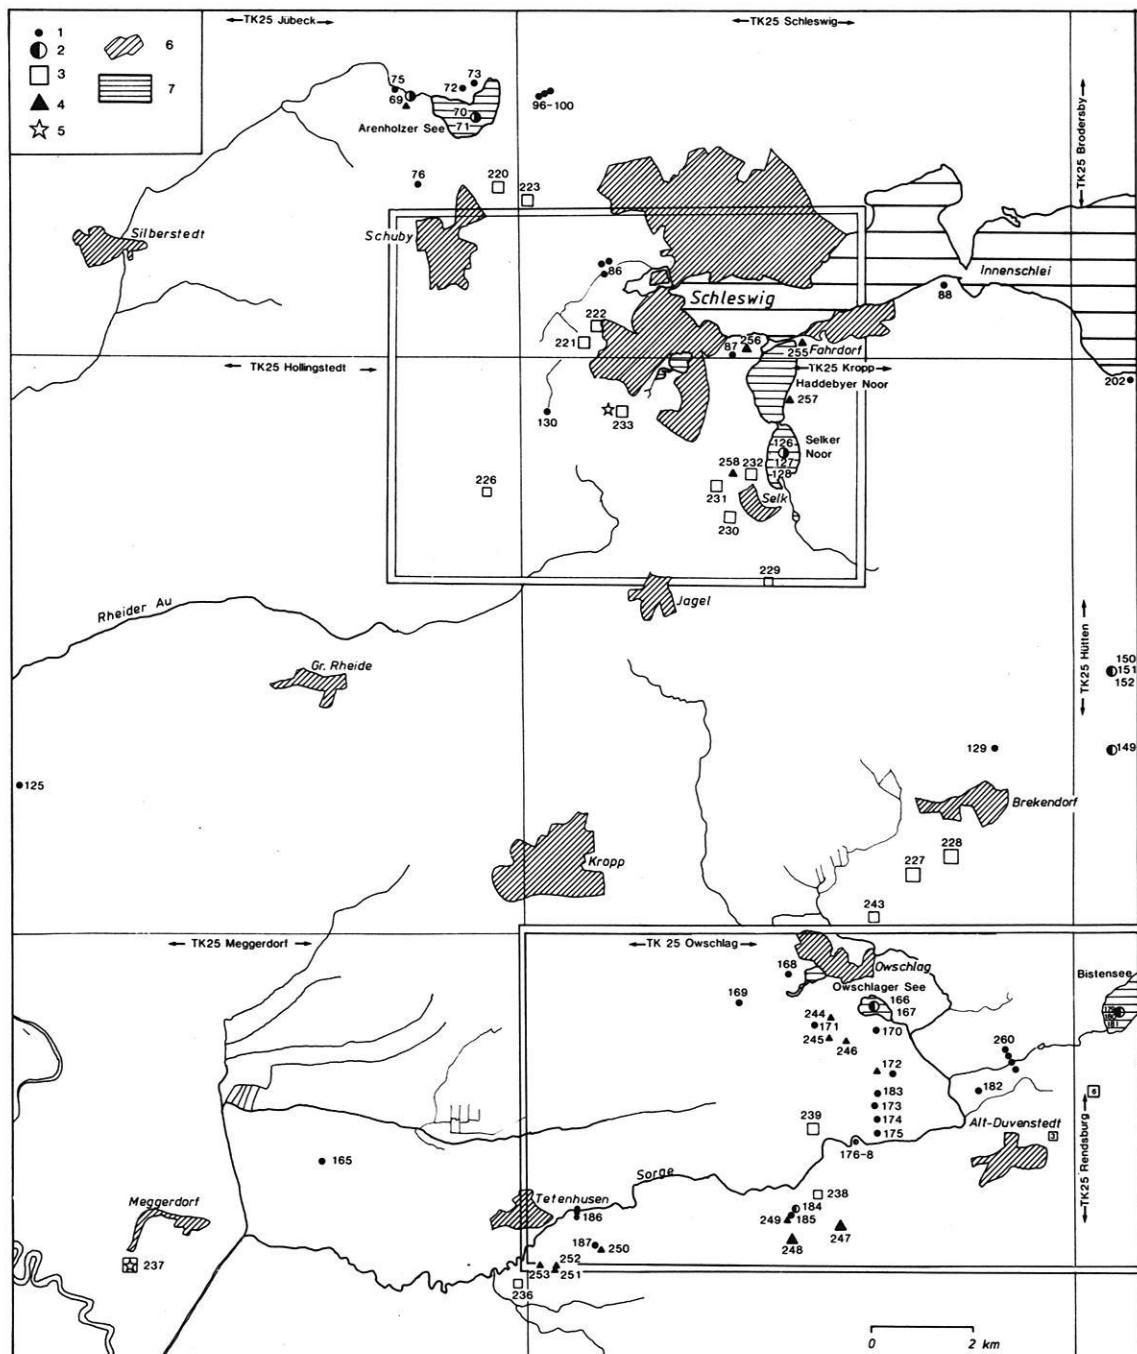 ←TK25 Jübeck→
←TK25 Schleswig→
1
2
3
4
5
6
7
←TK25 Brodersby→
75
69
72
73
70
71
Arenholzer See
96-100
76
220
223
Silberstedt
Schuby
86
Schleswig
Innenschlei
88
222
221
87
256
255
Fahrdorf
←TK25 Hollingstedt→
←TK25 Kropp→
Haddebyer Noor
257
202
130
233
126
127
128
Selker
Noor
258
232
226
231
Selk
230
229
Jagel
Rheider Au
Gr. Rheide
←TK25 Hütten→
150
151
152
129
149
125
Brekendorf
228
227
Kropp
243
←TK25 Meggerdorf→
←TK 25 Owschlag→
168
Owschlag
Bistensee
169
Owschlager See
166
167
244
171
170
245
246
260
172
182
183
173
174
175
239
176-8
6
Alt-Duvenstedt
3
←TK25 Rendsburg→
165
Sorge
Meggerdorf
Tetenhusen
186
238
184
249
185
247
248
187
250
237
252
253
251
236
0
2 km